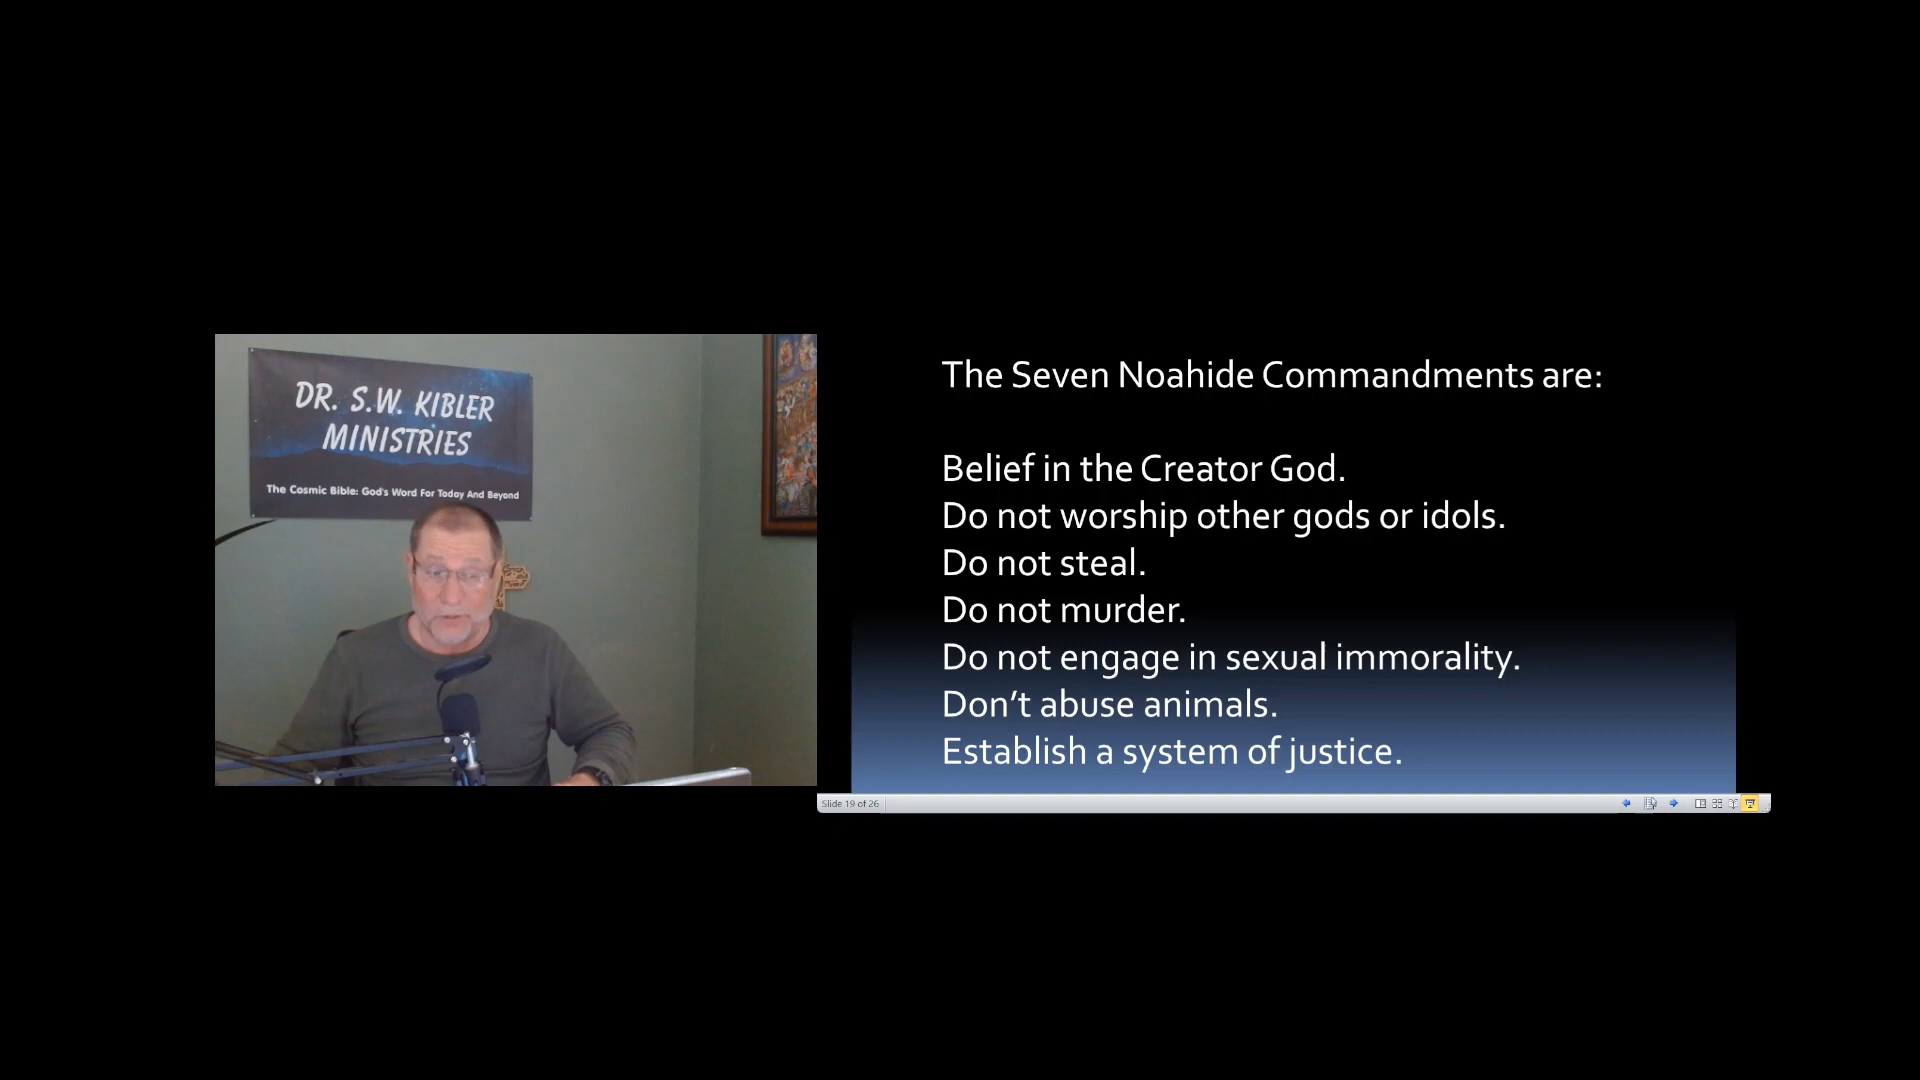 DR. S.W. KIBLER
MINISTRIES
The Cosmic Bible: God's Word For Today And Beyond
The Seven Noahide Commandments are:
Belief in the Creator God.
Do not worship other gods or idols.
Do not steal.
Do not murder.
Do not engage in sexual immorality.
Don't abuse animals.
Establish a system of justice.
Slide 19 of 26